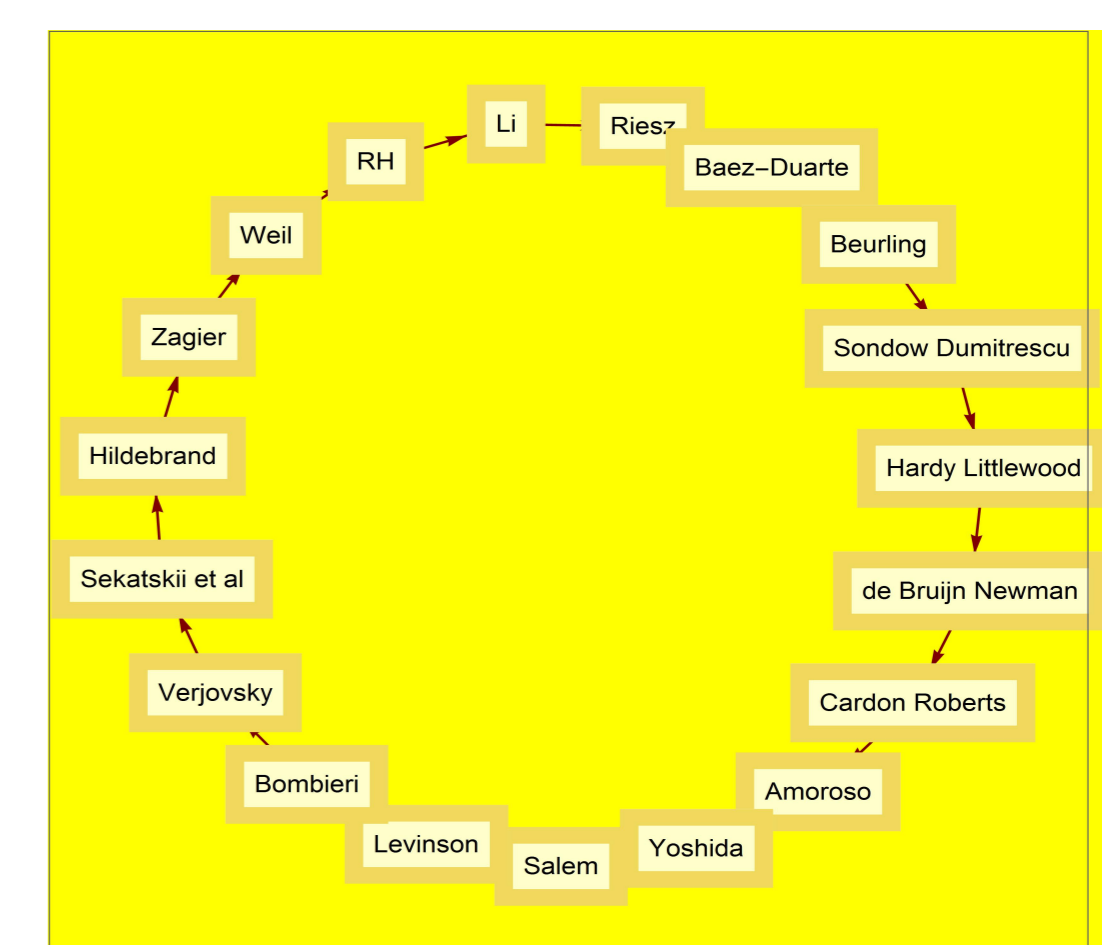 Li
Riesz
RH
Baez–Duarte
Weil
Beurling
Zagier
Sondow Dumitrescu
Hildebrand
Hardy Littlewood
Sekatskii et al
de Bruijn Newman
Verjovsky
Cardon Roberts
Bombieri
Amoroso
Levinson
Yoshida
Salem